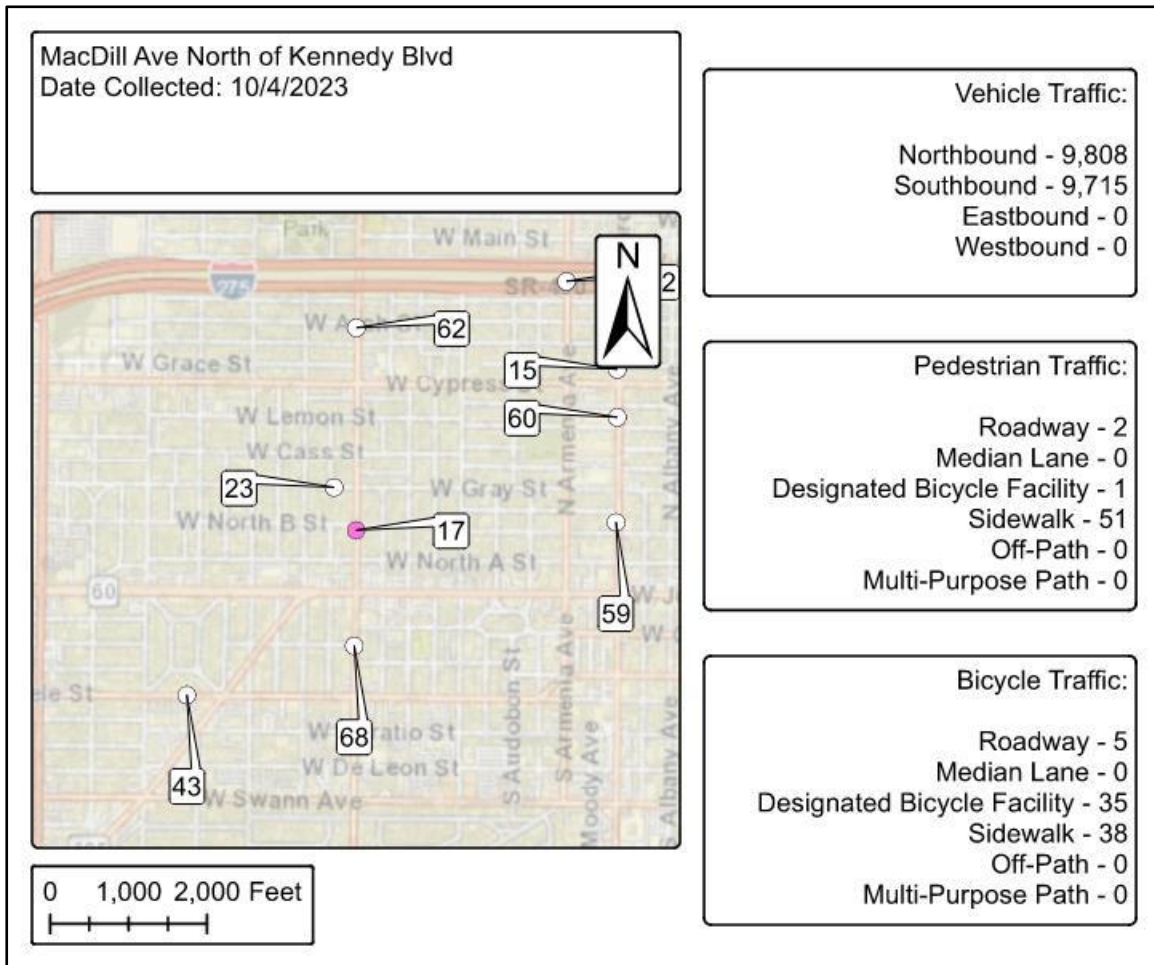 MacDill Ave North of Kennedy Blvd
Date Collected: 10/4/2023
Vehicle Traffic:
Northbound - 9,808
Southbound - 9,715
Eastbound - 0
Westbound - 0
Pedestrian Traffic:
Roadway - 2
Median Lane - 0
Designated Bicycle Facility - 1
Sidewalk - 51
Off-Path - 0
Multi-Purpose Path - 0
Bicycle Traffic:
Roadway - 5
Median Lane - 0
Designated Bicycle Facility - 35
Sidewalk - 38
Off-Path - 0
Multi-Purpose Path - 0
Park
W Main St
N
275
2
62
W Grace St
15
W Cypress
N Armenia Ave
N Albany Ave
W Lemon St
60
W Cass St
23
W Gray St
W North B St
17
W North A St
60
59
68
W De Leon St
43
W Swann Ave
S Audobon St
S Armenia Ave
Moody Ave
S Albany Ave
0 1,000 2,000 Feet